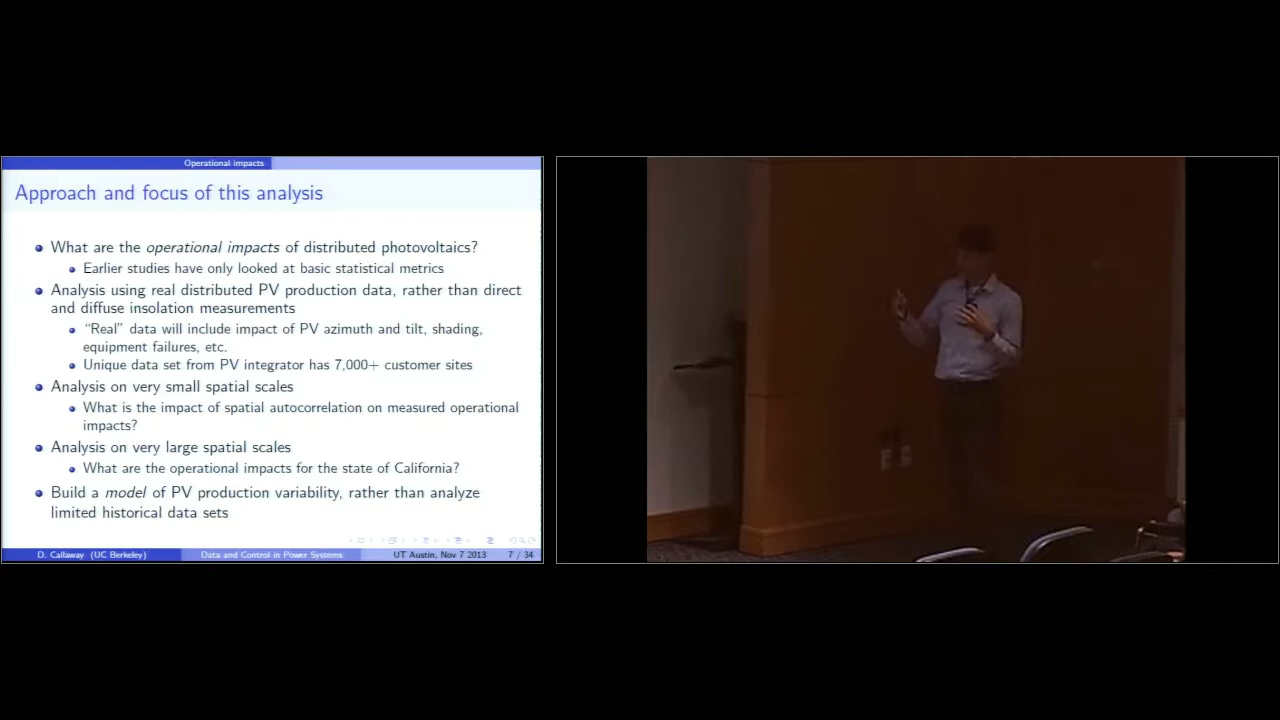 Operational impacts
Approach and focus of this analysis
What are the operational impacts of distributed photovoltaics?
Earlier studies have only looked at basic statistical metrics
Analysis using real distributed PV production data, rather than direct
and diffuse insolation measurements
“Real” data will include impact of PV azimuth and tilt, shading,
equipment failures, etc.
Unique data set from PV integrator has 7,000+ customer sites
Analysis on very small spatial scales
What is the impact of spatial autocorrelation on measured operational
impacts?
Analysis on very large spatial scales
What are the operational impacts for the state of California?
Build a model of PV production variability, rather than analyze
limited historical data sets
D. Callaway (UC Berkeley) Data and Control in Power Systems UT Austin, Nov 7 2013 7 / 34